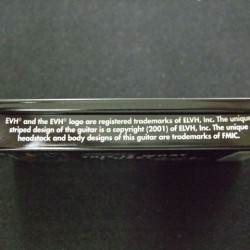 EVH® and the EVH® logo are registered trademarks of ELVH, Inc. The unique
striped design of the guitar is a copyright (2001) of ELVH, Inc. The unique
headstock and body designs of this guitar are trademarks of FMIC.